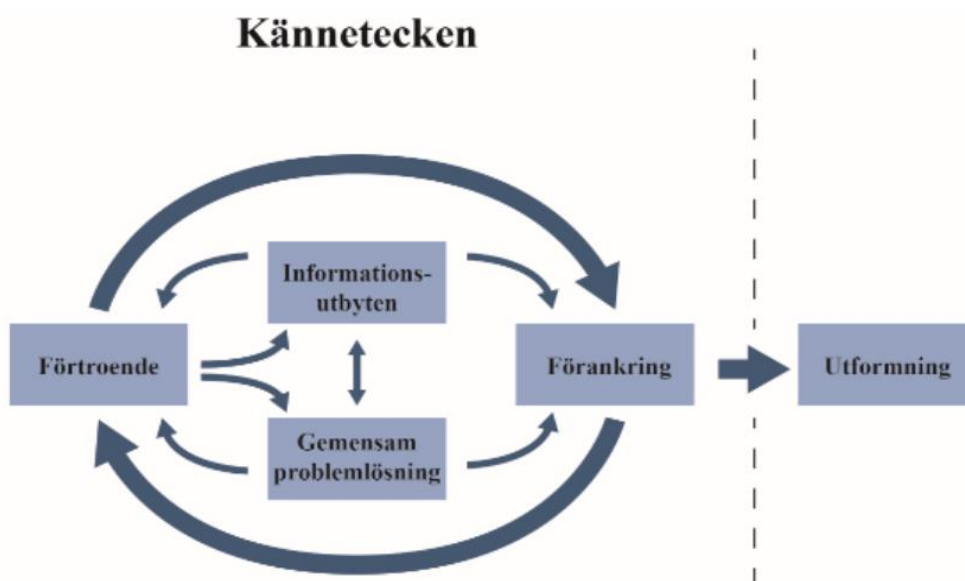 Kännetecken
Informations-
utbyten
Förtroende
Förankring
Utformning
Gemensam
problemlösning